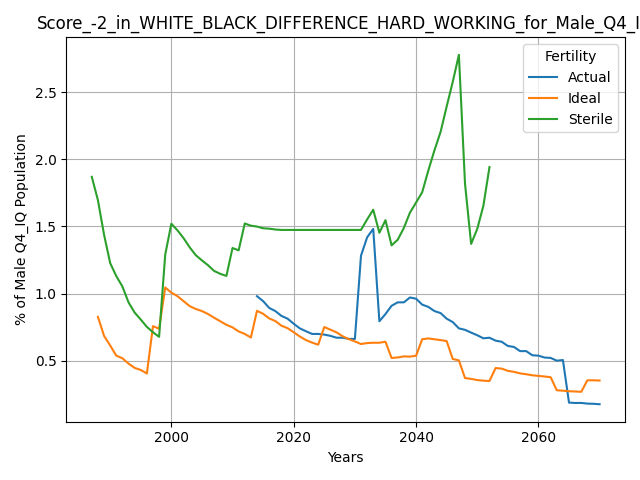 Score_-2_in_WHITE_BLACK_DIFFERENCE_HARD_WORKING_for_Male_Q4_I
Fertility
Actual
Ideal
Sterile
% of Male Q4_IQ Population
2.5
2.0
1.5
1.0
0.5
2000
2020
2040
2060
Years